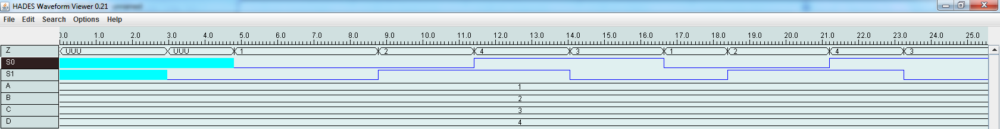 HADES Waveform Viewer 0.21
File Edit Search Options Help
0.0 1.0 2.0 3.0 4.0 5.0 6.0 7.0 8.0 9.0 10.0 11.0 12.0 13.0 14.0 15.0 16.0 17.0 18.0 19.0 20.0 21.0 22.0 23.0 24.0 25.0
Z UUU UUU 1 2 4 3 1 2 4 3
S0
S1
A 1
B 2
C 3
D 4